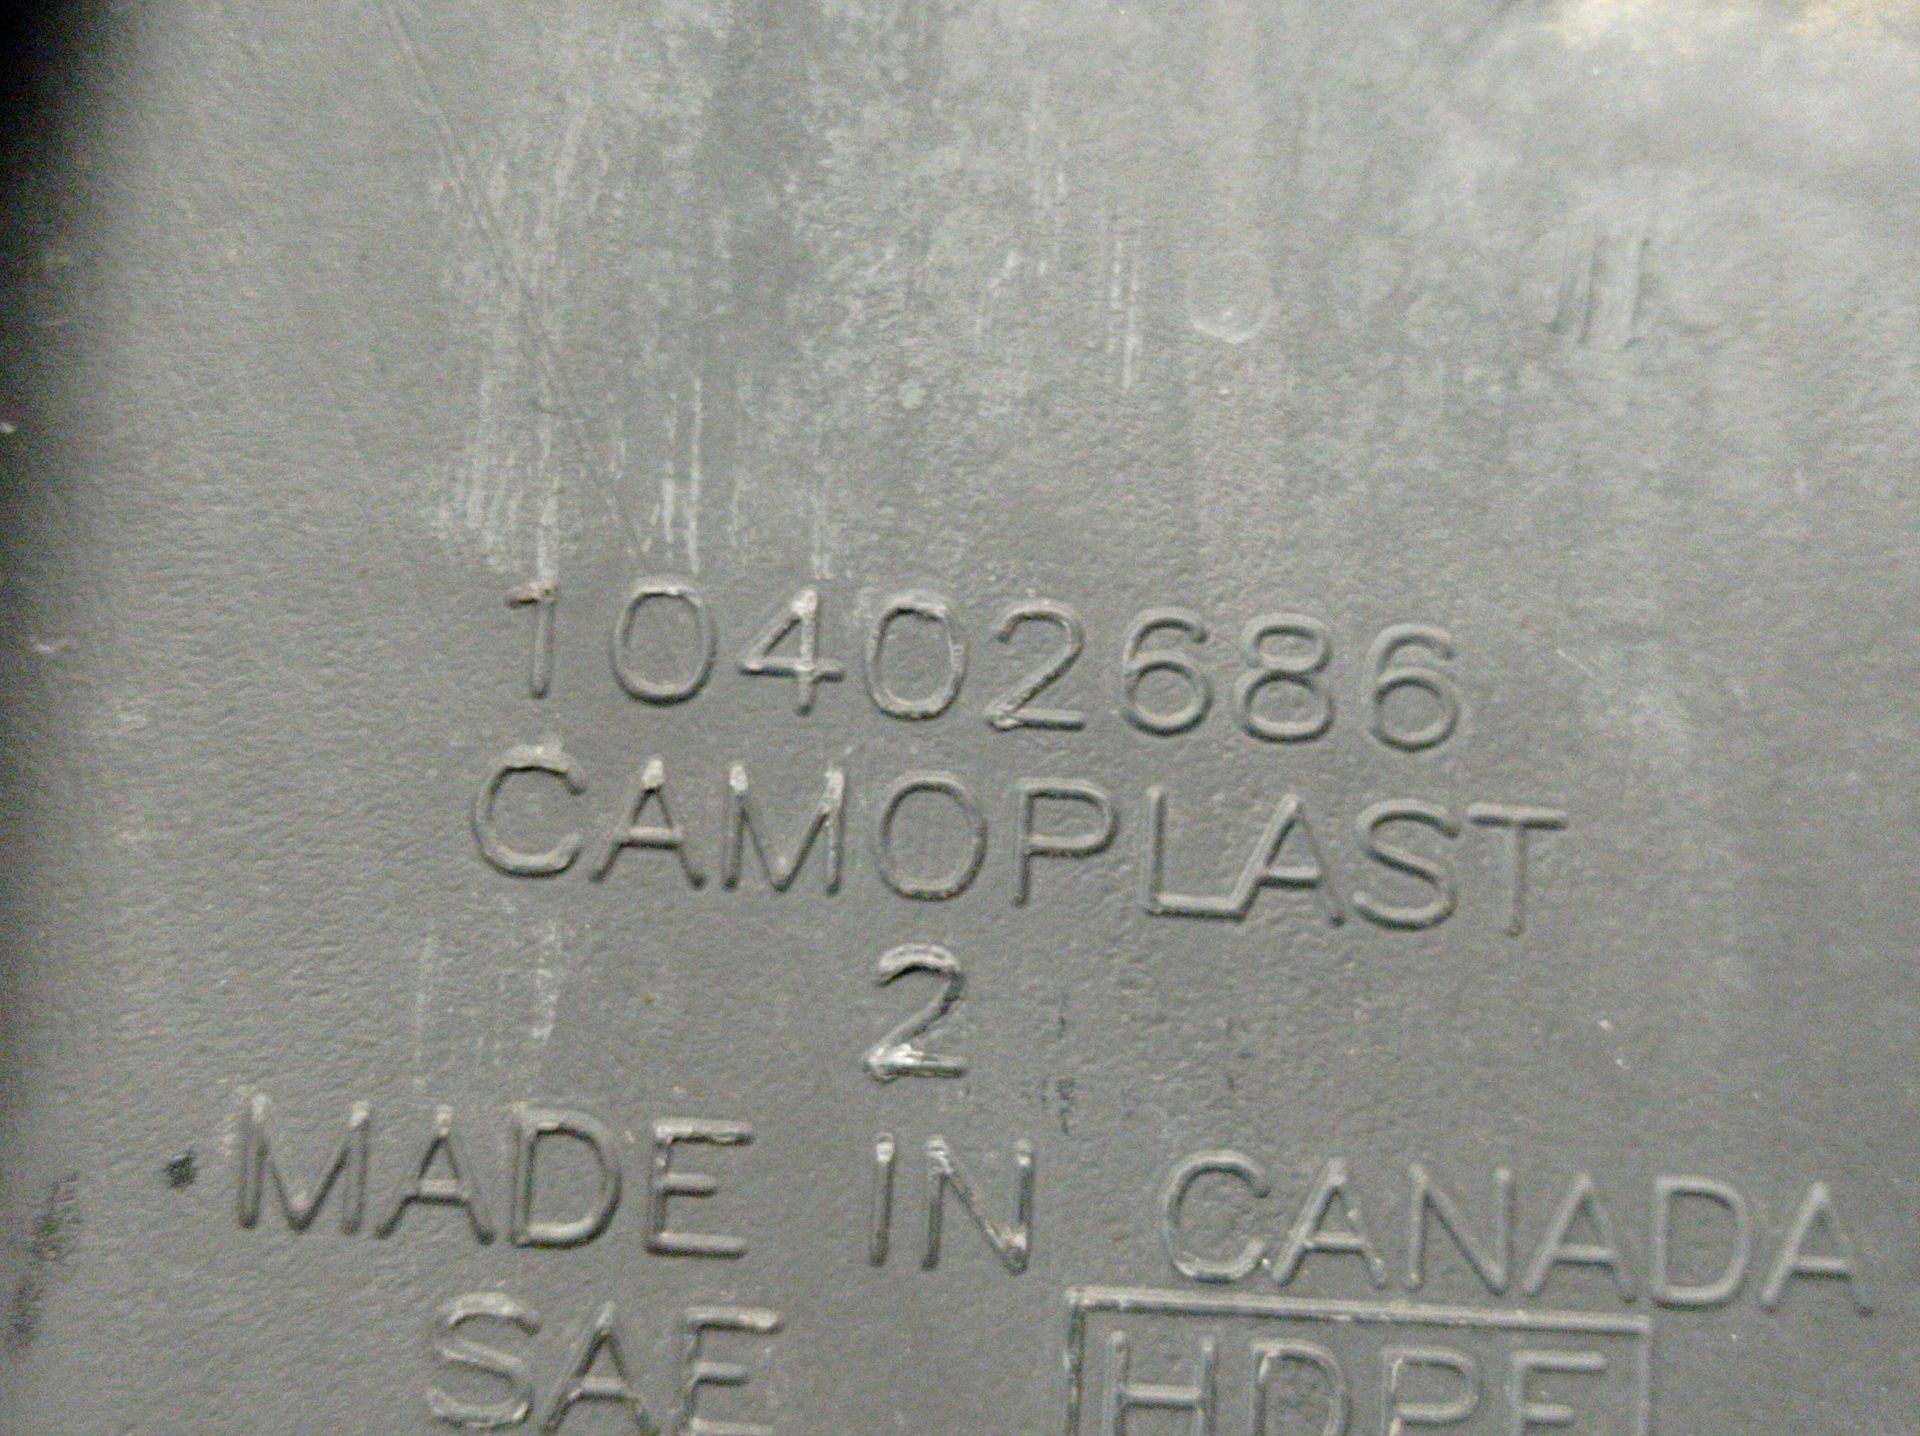 10402686
CAMOPLAST
2
MADE IN CANADA
SAE HDPE